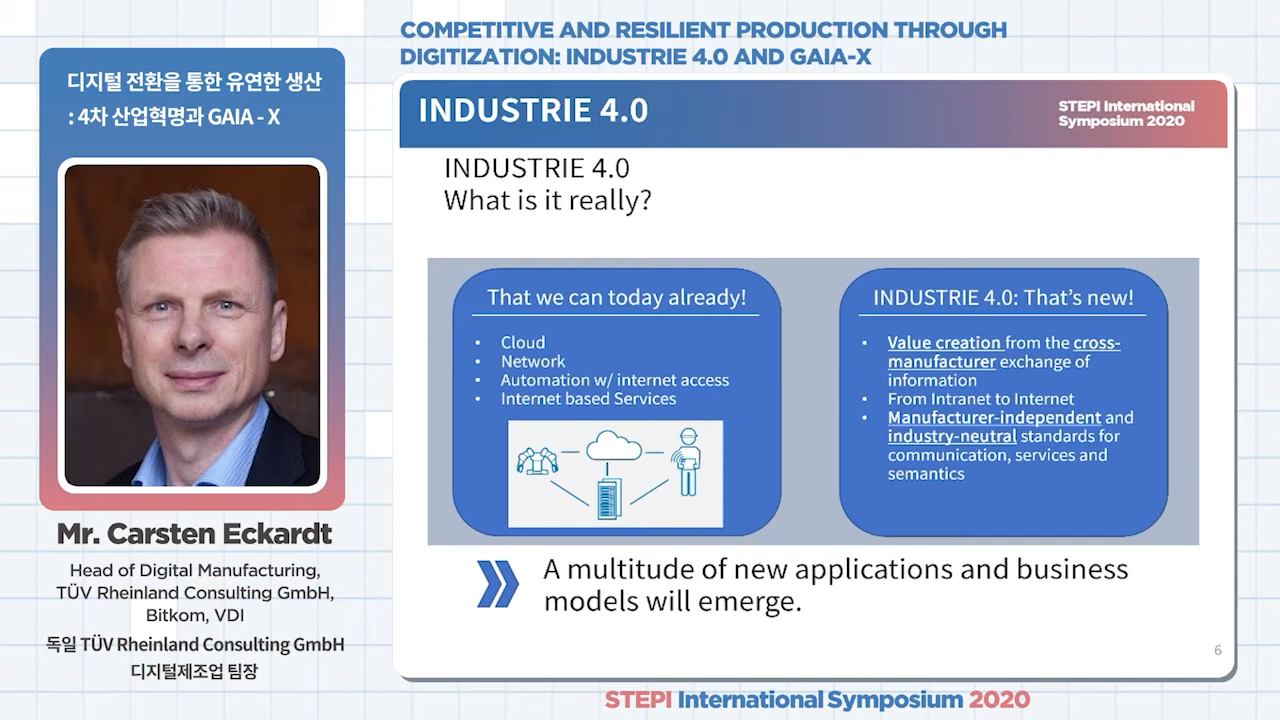 COMPETITIVE AND RESILIENT PRODUCTION THROUGH
DIGITIZATION: INDUSTRIE 4.0 AND GAIA-X
디지털 전환을 통한 유연한 생산
: 4차 산업혁명과 GAIA - X
Mr. Carsten Eckardt
Head of Digital Manufacturing,
TÜV Rheinland Consulting GmbH,
Bitkom, VDI
독일 TÜV Rheinland Consulting GmbH
디지털제조업 팀장
INDUSTRIE 4.0
STEPI International
Symposium 2020
INDUSTRIE 4.0
What is it really?
That we can today already!
• Cloud
• Network
• Automation w/ internet access
• Internet based Services
INDUSTRIE 4.0: That's new!
• Value creation from the cross-
manufacturer exchange of
information
• From Intranet to Internet
• Manufacturer-independent and
industry-neutral standards for
communication, services and
semantics
A multitude of new applications and business
models will emerge.
6
STEPI International Symposium 2020